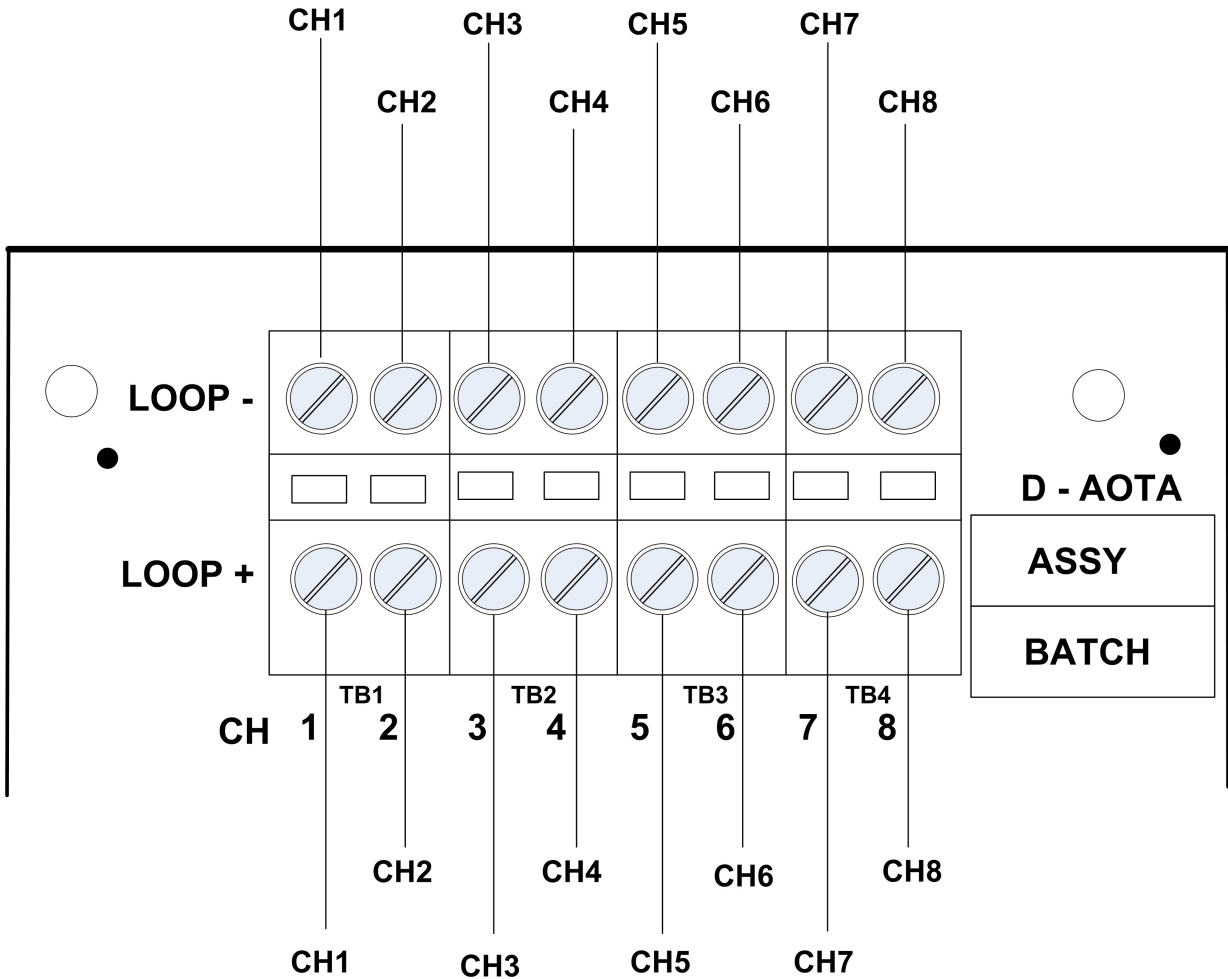 CH1 CH3 CH5 CH7
CH2 CH4 CH6 CH8
LOOP -
D - AOTA
LOOP +
ASSY
BATCH
TB1 TB2 TB3 TB4
CH 1 2 3 4 5 6 7 8
CH2 CH4 CH6 CH8
CH1 CH3 CH5 CH7